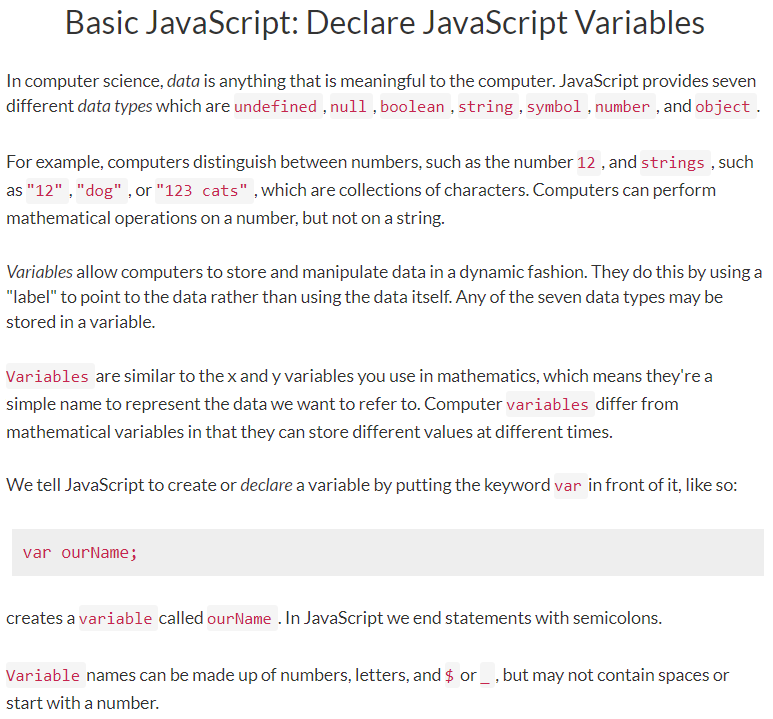 Basic JavaScript: Declare JavaScript Variables
In computer science, data is anything that is meaningful to the computer. JavaScript provides seven
different data types which are undefined , null , boolean , string , symbol , number , and object .
For example, computers distinguish between numbers, such as the number 12 , and strings , such
as "12" , "dog" , or "123 cats" , which are collections of characters. Computers can perform
mathematical operations on a number, but not on a string.
Variables allow computers to store and manipulate data in a dynamic fashion. They do this by using a
"label" to point to the data rather than using the data itself. Any of the seven data types may be
stored in a variable.
Variables are similar to the x and y variables you use in mathematics, which means they're a
simple name to represent the data we want to refer to. Computer variables differ from
mathematical variables in that they can store different values at different times.
We tell JavaScript to create or declare a variable by putting the keyword var in front of it, like so:
var ourName;
creates a variable called ourName . In JavaScript we end statements with semicolons.
Variable names can be made up of numbers, letters, and $ or _ , but may not contain spaces or
start with a number.